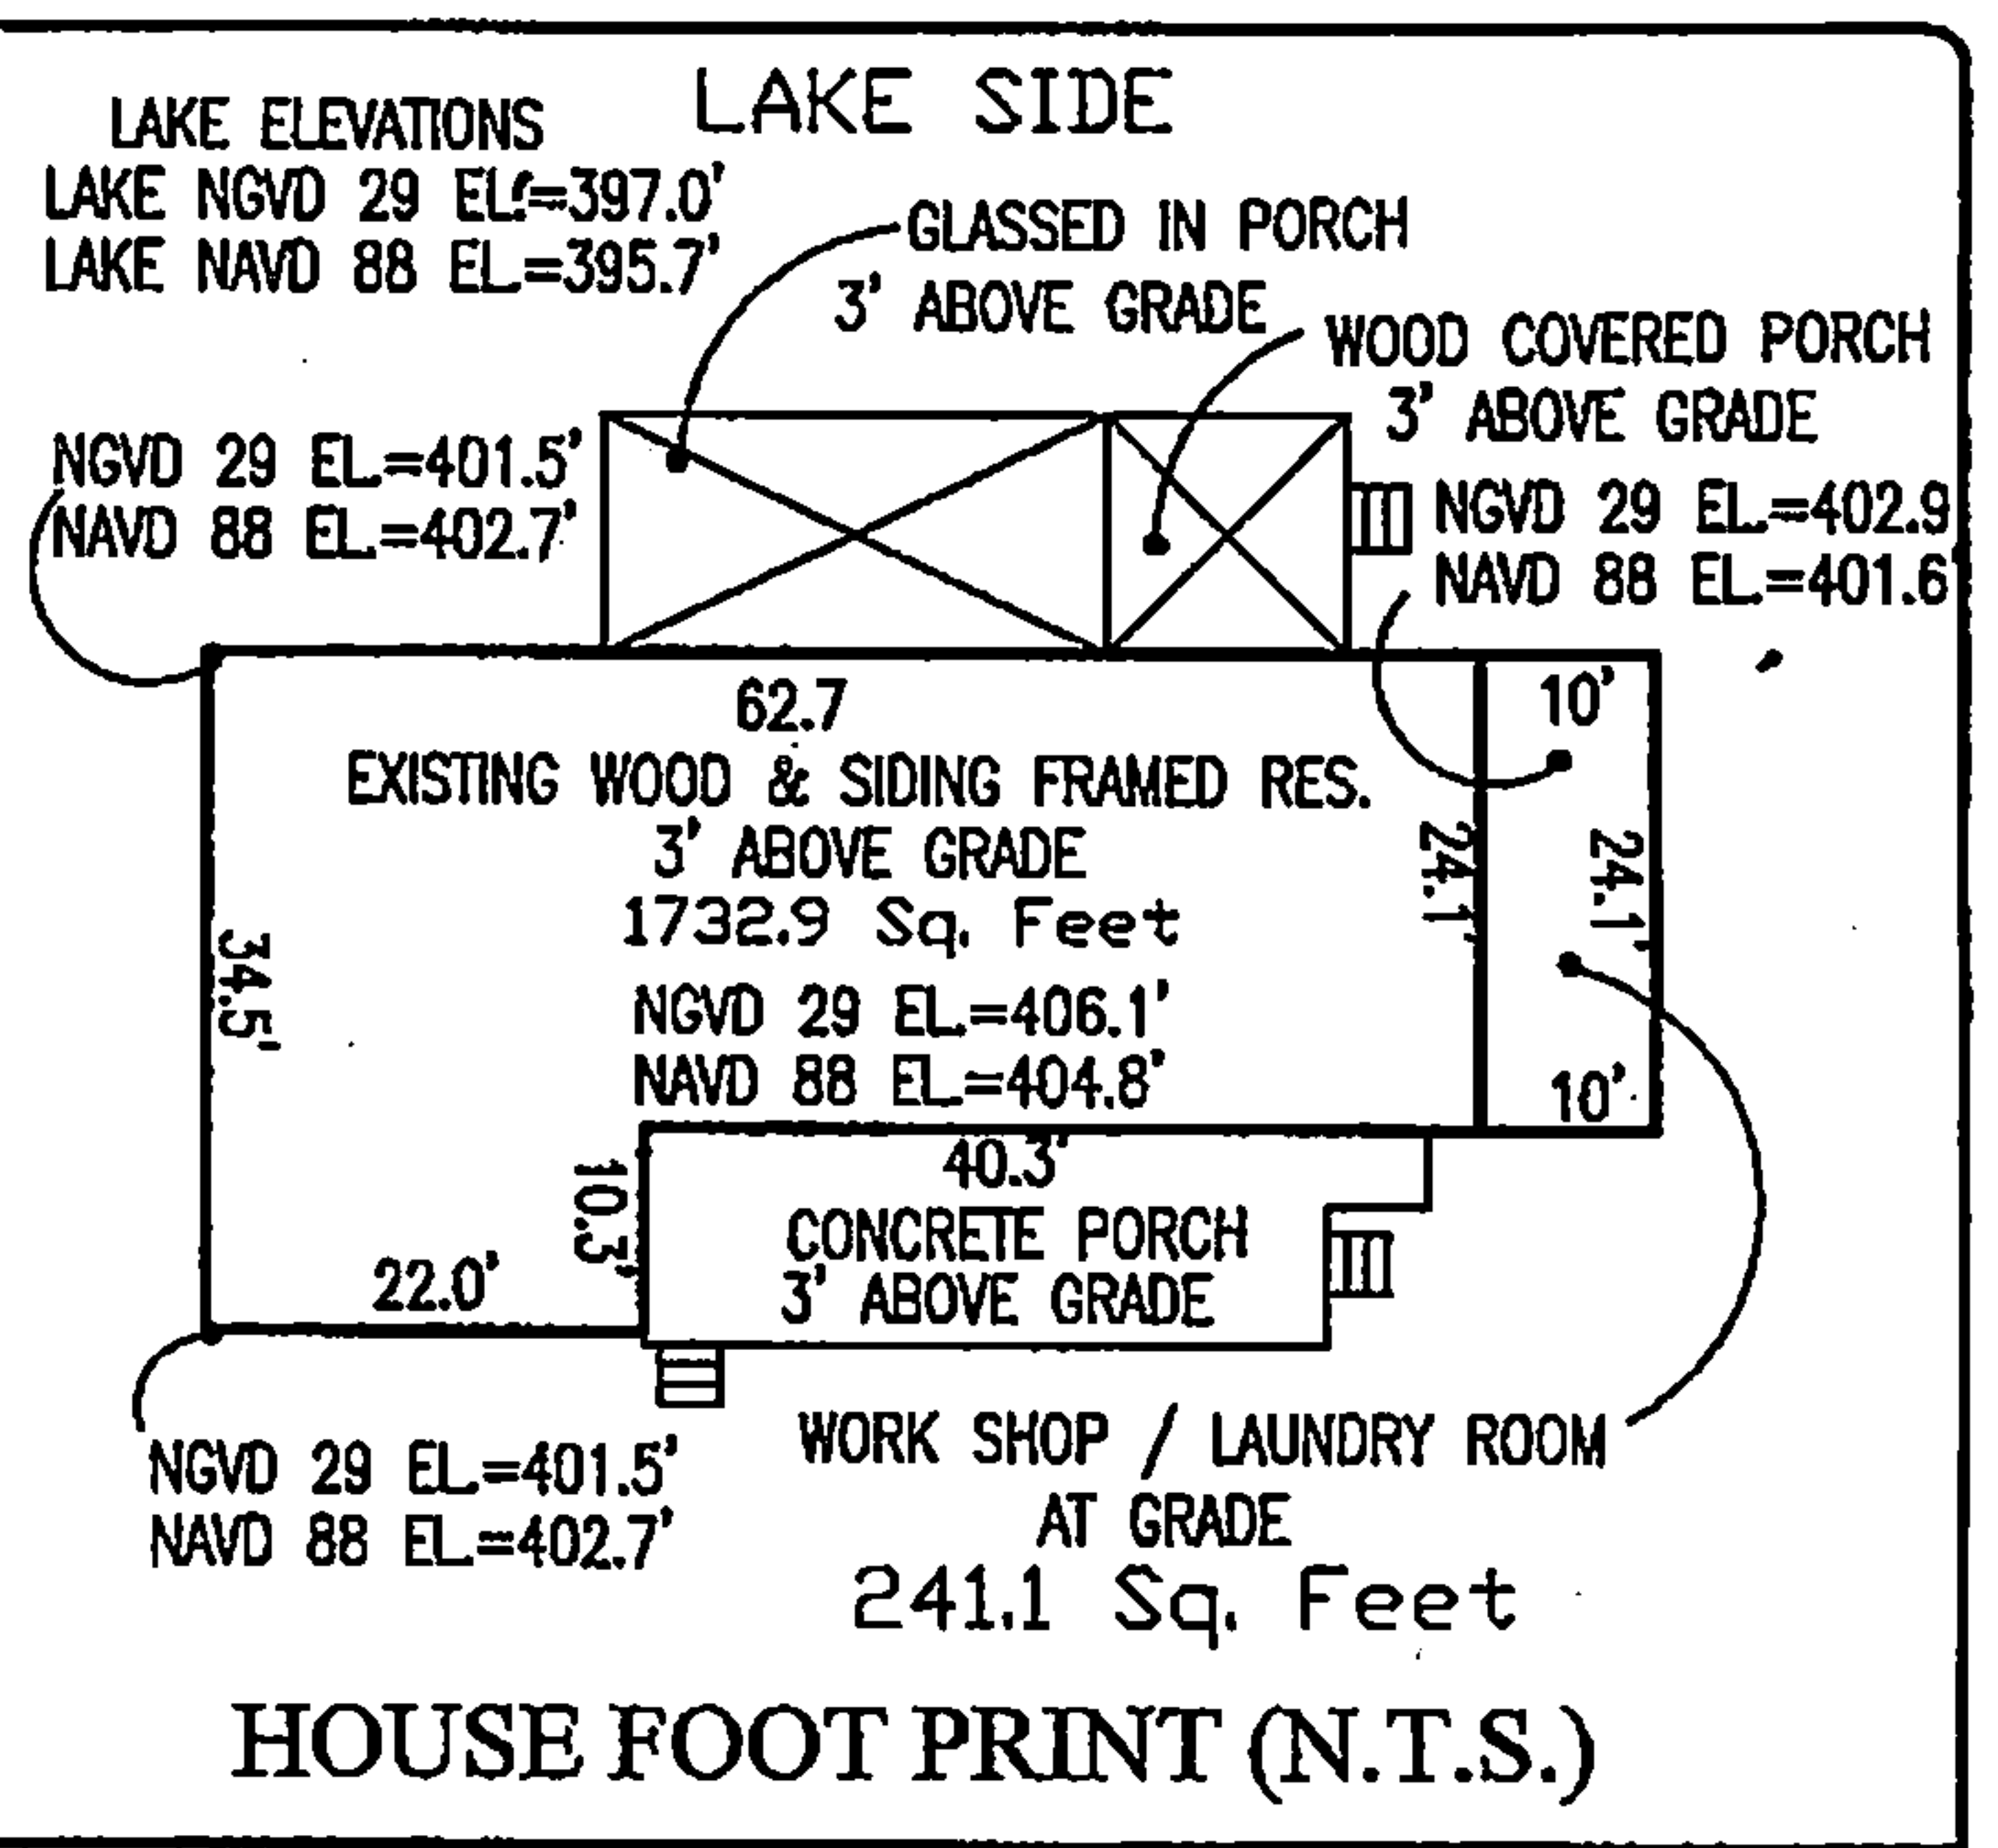 LAKE SIDE
LAKE ELEVATIONS
LAKE NGVD 29 EL.=397.0'
LAKE NAVD 88 EL.=395.7'
GLASSED IN PORCH
3' ABOVE GRADE
WOOD COVERED PORCH
3' ABOVE GRADE
NGVD 29 EL.=401.5'
NAVD 88 EL.=402.7'
NGVD 29 EL.=402.9
NAVD 88 EL.=401.6
62.7
10'
EXISTING WOOD & SIDING FRAMED RES.
3' ABOVE GRADE
1732.9 Sq. Feet
24.1'
24.1'
34.5'
NGVD 29 EL.=406.1'
NAVD 88 EL.=404.8'
10'
40.3'
10.3'
CONCRETE PORCH
3' ABOVE GRADE
22.0'
NGVD 29 EL.=401.5'
NAVD 88 EL.=402.7'
WORK SHOP / LAUNDRY ROOM
AT GRADE
241.1 Sq. Feet
HOUSE FOOT PRINT (N.T.S.)